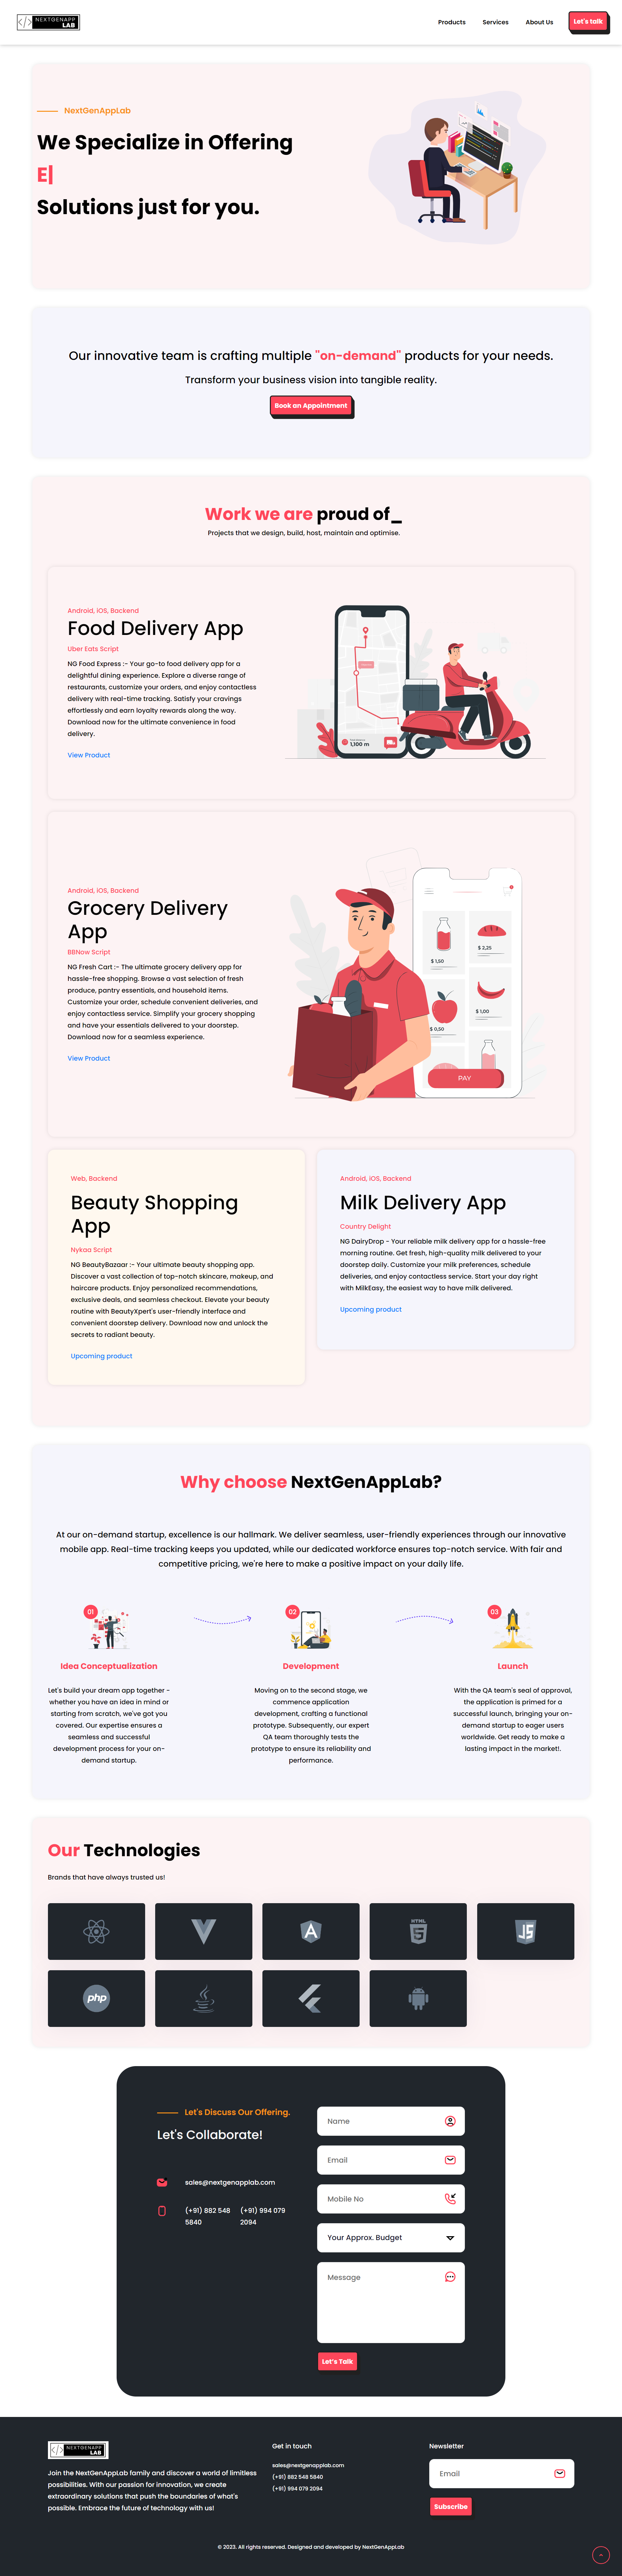 </> NEXTGENAPP
LAB
Products Services About Us Let's talk
NextGenAppLab
We Specialize in Offering
E|
Solutions just for you.
Our innovative team is crafting multiple "on-demand" products for your needs.
Transform your business vision into tangible reality.
Book an Appointment
Work we are proud of_
Projects that we design, build, host, maintain and optimise.
Android, iOS, Backend
Food Delivery App
Uber Eats Script
NG Food Express :- Your go-to food delivery app for a
delightful dining experience. Explore a diverse range of
restaurants, customize your orders, and enjoy contactless
delivery with real-time tracking. Satisfy your cravings
effortlessly and earn loyalty rewards along the way.
Download now for the ultimate convenience in food
delivery.
View Product
1,100 m
Android, iOS, Backend
Grocery Delivery
App
BBNow Script
NG Fresh Cart :- The ultimate grocery delivery app for
hassle-free shopping. Browse a vast selection of fresh
produce, pantry essentials, and household items.
Customize your order, schedule convenient deliveries, and
enjoy contactless service. Simplify your grocery shopping
and have your essentials delivered to your doorstep.
Download now for a seamless experience.
View Product
$ 2,25
$ 1,50
$ 1,00
$ 0,50
PAY
Web, Backend
Beauty Shopping
App
Nykaa Script
NG BeautyBazaar :- Your ultimate beauty shopping app.
Discover a vast collection of top-notch skincare, makeup, and
haircare products. Enjoy personalized recommendations,
exclusive deals, and seamless checkout. Elevate your beauty
routine with BeautyXpert's user-friendly interface and
convenient doorstep delivery. Download now and unlock the
secrets to radiant beauty.
Upcoming product
Android, IOS, Backend
Milk Delivery App
Country Delight
NG DairyDrop - Your reliable milk delivery app for a hassle-free
morning routine. Get fresh, high-quality milk delivered to your
doorstep daily. Customize your milk preferences, schedule
deliveries, and enjoy contactless service. Start your day right
with MilkEasy, the easiest way to have milk delivered.
Upcoming product
Why choose NextGenAppLab?
At our on-demand startup, excellence is our hallmark. We deliver seamless, user-friendly experiences through our innovative
mobile app. Real-time tracking keeps you updated, while our dedicated workforce ensures top-notch service. With fair and
competitive pricing, we're here to make a positive impact on your daily life.
01
Idea Conceptualization
Let's build your dream app together -
whether you have an idea in mind or
starting from scratch, we've got you
covered. Our expertise ensures a
seamless and successful
development process for your on-
demand startup.
02
Development
Moving on to the second stage, we
commence application
development, crafting a functional
prototype. Subsequently, our expert
QA team thoroughly tests the
prototype to ensure its reliability and
performance.
03
Launch
With the QA team's seal of approval,
the application is primed for a
successful launch, bringing your on-
demand startup to eager users
worldwide. Get ready to make a
lasting impact in the market!.
Our Technologies
Brands that have always trusted us!
A
HTML
5
JS
php
Let's Discuss Our Offering.
Let's Collaborate!
sales@nextgenapplab.com
(+91) 882 548
5840
(+91) 994 079
2094
Name
Email
Mobile No
Your Approx. Budget
Message
Let's Talk
</> NEXTGENAPP
LAB
Join the NextGenAppLab family and discover a world of limitless
possibilities. With our passion for innovation, we create
extraordinary solutions that push the boundaries of what's
possible. Embrace the future of technology with us!
Get in touch
sales@nextgenapplab.com
(+91) 882 548 5840
(+91) 994 079 2094
Newsletter
Email
Subscribe
© 2023. All rights reserved. Designed and developed by NextGenAppLab